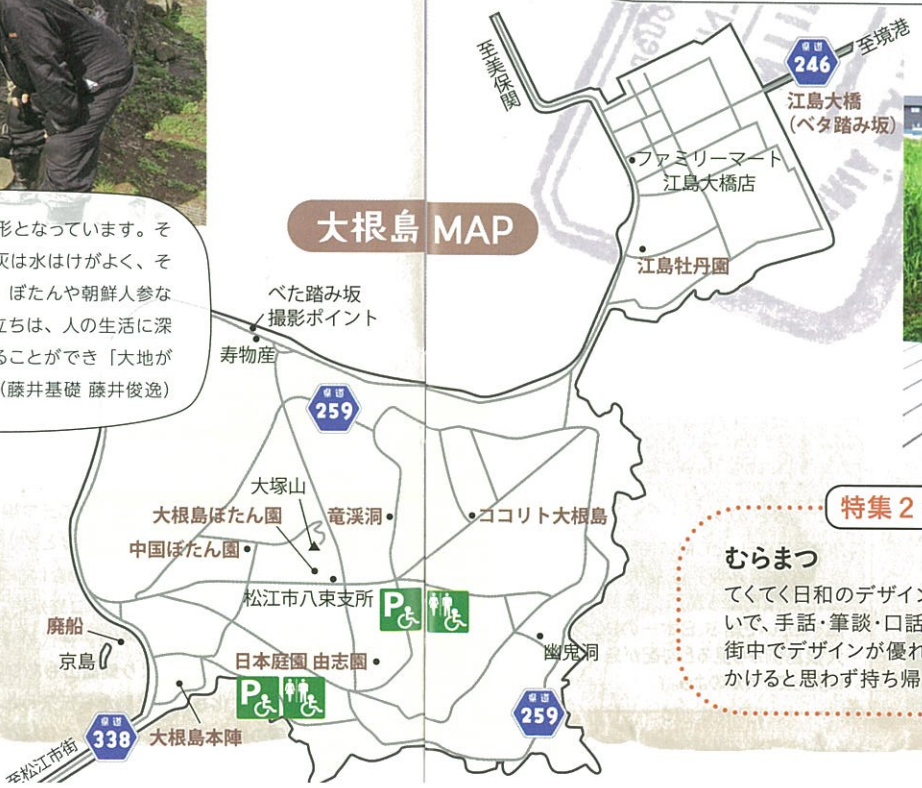 形となっています。そ
灰は水はけがよく、そ
ぼたんや朝鮮人参な
立ちは、人の生活に深
ることができ「大地が
(藤井基礎 藤井俊逸)
大根島 MAP
至美保関
県道
246
至境港
江島大橋
(ベタ踏み坂)
ファミリーマート
江島大橋店
江島牡丹園
べた踏み坂
撮影ポイント
寿物産
県道
259
大塚山
大根島ぼたん園
竜渓洞
ココリト大根島
中国ぼたん園
松江市八束支所
P
廃船
京島
日本庭園 由志園
P
幽鬼洞
県道
259
県道
338
大根島本陣
至松江市街
特集2
むらまつ
てくてく日和のデザイン
いで、手話・筆談・口話
街中でデザインが優れ
かけると思わず持ち帰